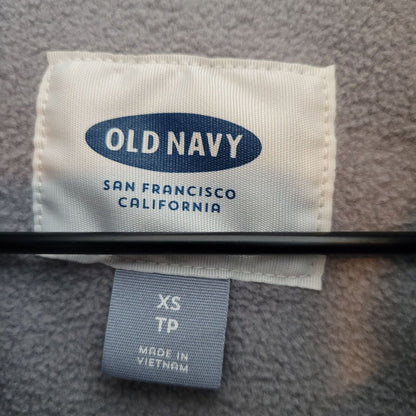 OLD NAVY
SAN FRANCISCO
CALIFORNIA
XS
TP
MADE IN
VIETNAM